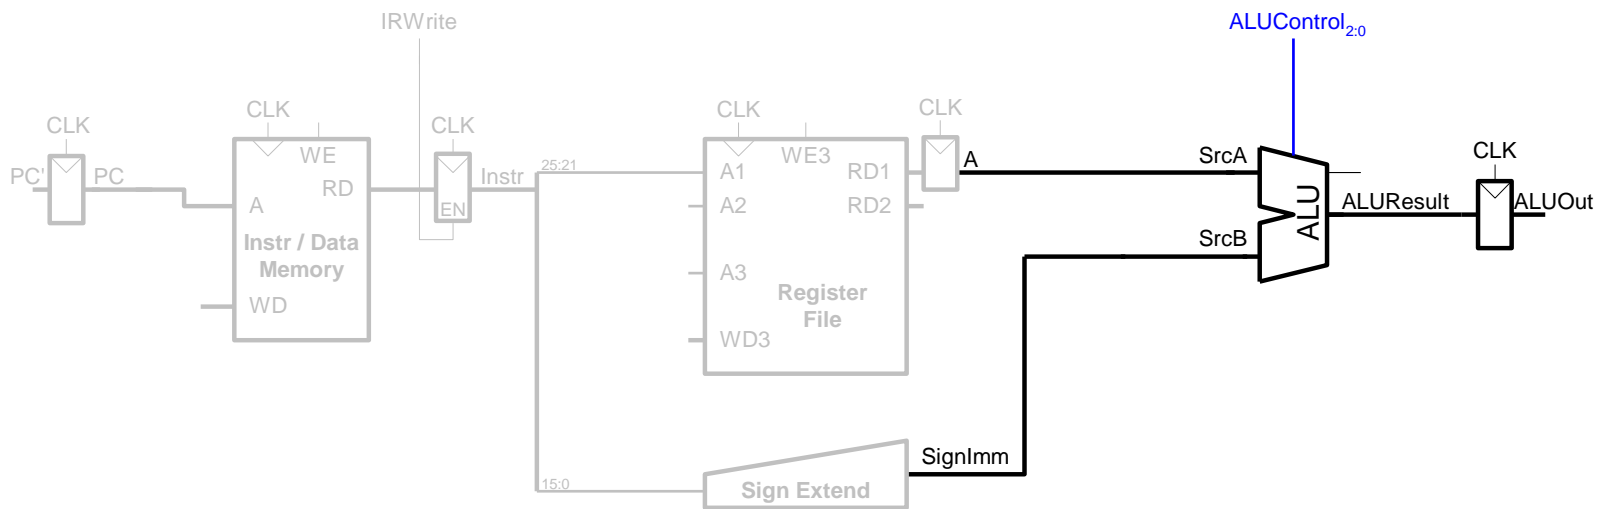 IRWrite
ALUControl2:0
CLK
CLK
CLK
CLK
CLK
CLK
PC'
PC
WE
RD
A
Instr / Data
Memory
WD
EN
Instr
25:21
A1
WE3
RD1
A2
RD2
A3
Register
File
WD3
A
SrcA
SrcB
ALU
ALUResult
ALUOut
SignImm
15:0
Sign Extend